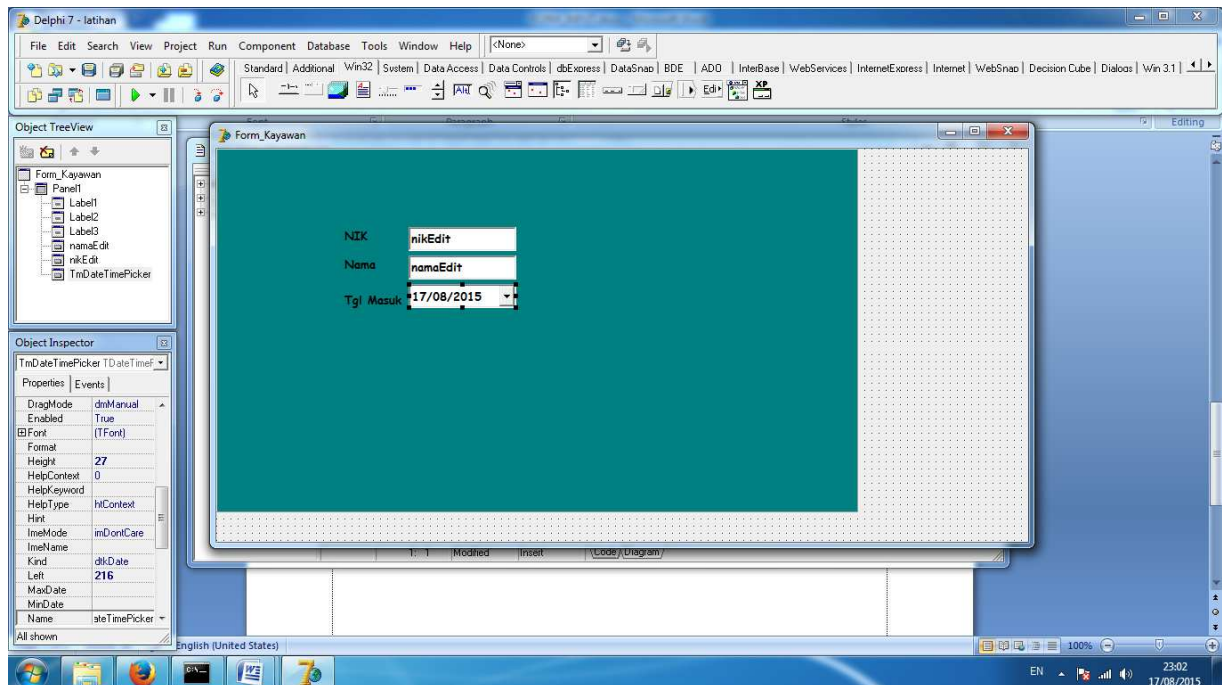 Delphi 7 - latihan
File Edit Search View Project Run Component Database Tools Window Help <None>
Standard Additional Win32 System Data Access Data Controls dbExpress DataSnap BDE ADO InterBase WebServices InternetExpress Internet WebSnap Decision Cube Dialogs Win 3.1
Object TreeView
Form_Kayawan
Panel1
Label1
Label2
Label3
namaEdit
nikEdit
TmDateTimePicker
Form_Kayawan
Editing
NIK nikEdit
Nama namaEdit
Tgl Masuk 17/08/2015
Object Inspector
TmDateTimePicker TDateTimeP
Properties Events
DragMode dmManual
Enabled True
Font (TFont)
Format
Height 27
HelpContext 0
HelpKeyword
HelpType htContext
Hint
ImeMode imDontCare
ImeName
Kind dtkDate
Left 216
MaxDate
MinDate
Name ateTimePicker
All shown
1: 1 Modified Insert Code Diagram
English (United States) 100%
EN 23:02
17/08/2015